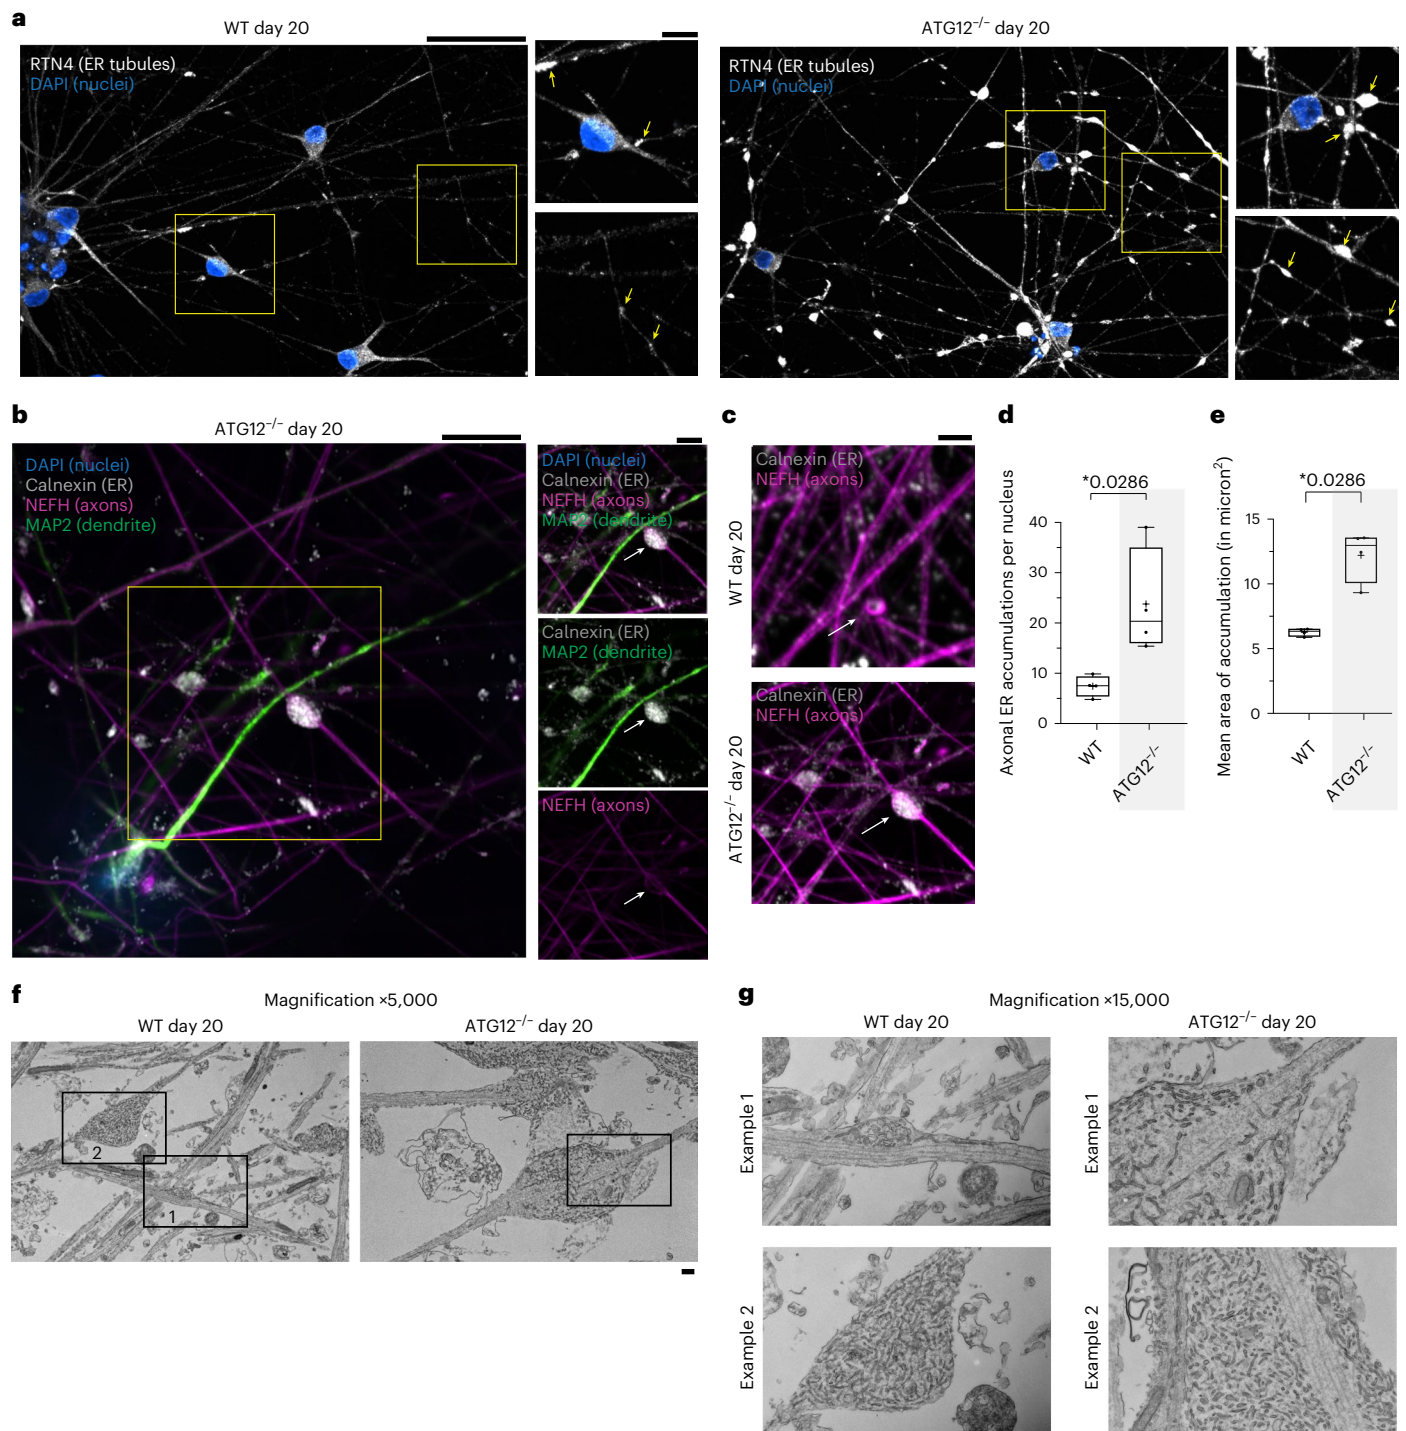 a
WT day 20
RTN4 (ER tubules)
DAPI (nuclei)
ATG12−/− day 20
RTN4 (ER tubules)
DAPI (nuclei)
b
ATG12−/− day 20
DAPI (nuclei)
Calnexin (ER)
NEFH (axons)
MAP2 (dendrite)
DAPI (nuclei)
Calnexin (ER)
NEFH (axons)
MAP2 (dendrite)
Calnexin (ER)
MAP2 (dendrite)
NEFH (axons)
c
WT day 20
Calnexin (ER)
NEFH (axons)
ATG12−/− day 20
Calnexin (ER)
NEFH (axons)
d
Axonal ER accumulations per nucleus
*0.0286
40
30
20
10
0
WT
ATG12−/−
e
Mean area of accumulation (in micron²)
*0.0286
15
10
5
0
WT
ATG12−/−
f
Magnification ×5,000
WT day 20
ATG12−/− day 20
2
1
g
Magnification ×15,000
WT day 20
ATG12−/− day 20
Example 1
Example 1
Example 2
Example 2